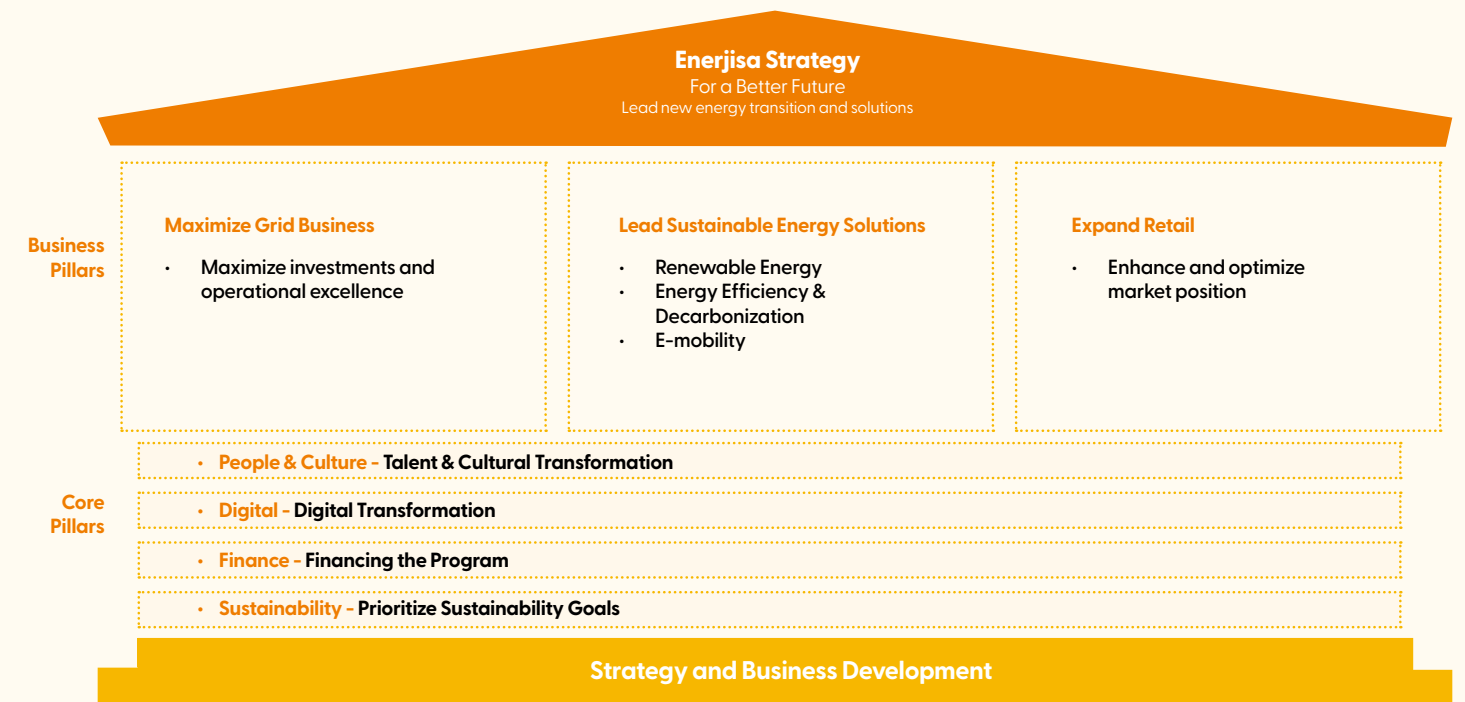 Enerjisa Strategy
For a Better Future
Lead new energy transition and solutions
Business
Pillars
Maximize Grid Business
• Maximize investments and
operational excellence
Lead Sustainable Energy Solutions
• Renewable Energy
• Energy Efficiency &
Decarbonization
• E-mobility
Expand Retail
• Enhance and optimize
market position
Core
Pillars
• People & Culture - Talent & Cultural Transformation
• Digital - Digital Transformation
• Finance - Financing the Program
• Sustainability - Prioritize Sustainability Goals
Strategy and Business Development